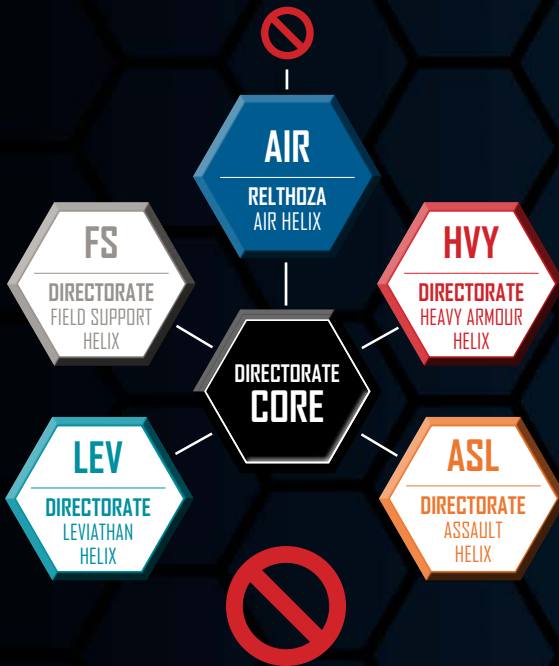 AIR
RELTHOZA
AIR HELIX
FS
DIRECTORATE
FIELD SUPPORT
HELIX
HVY
DIRECTORATE
HEAVY ARMOUR
HELIX
DIRECTORATE
CORE
LEV
DIRECTORATE
LEVIATHAN
HELIX
ASL
DIRECTORATE
ASSAULT
HELIX